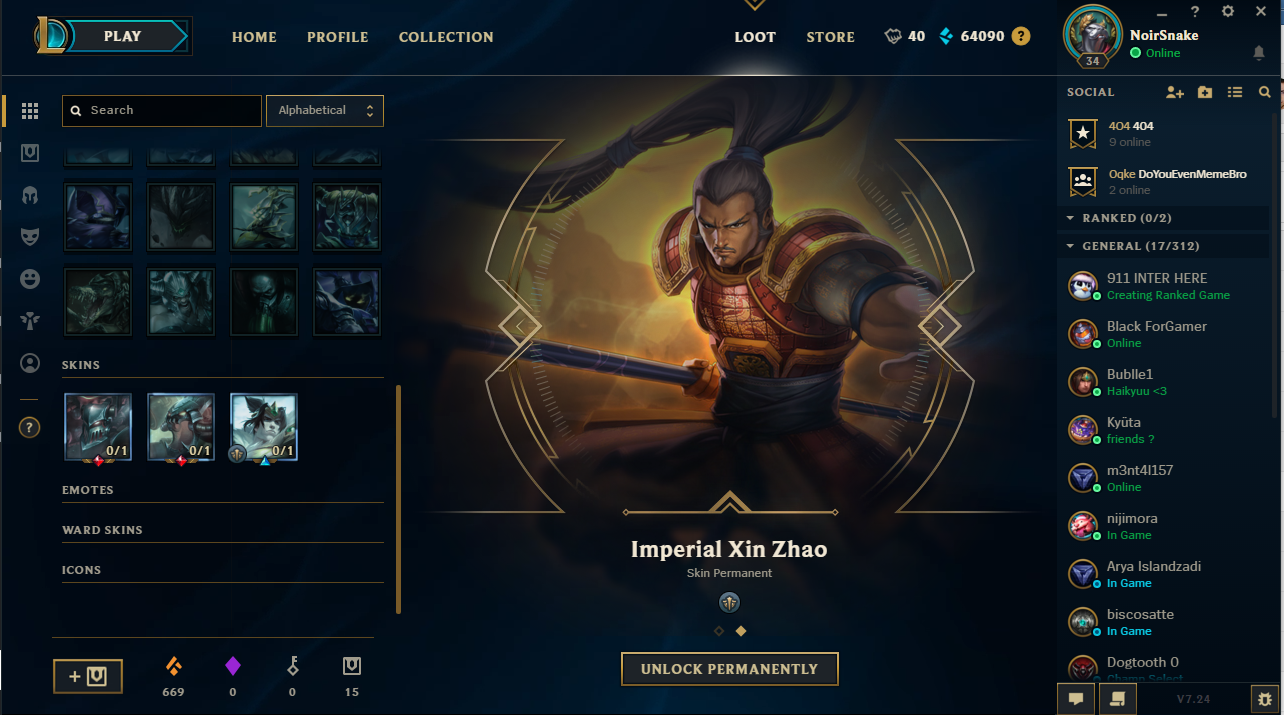 PLAY
HOME
PROFILE
COLLECTION
LOOT
STORE
40
64090
?
?
NoirSnake
Online
34
Search
Alphabetical
SOCIAL
4O4 404
9 online
Oqke DoYouEvenMemeBro
2 online
RANKED (0/2)
GENERAL (17/312)
911 INTER HERE
Creating Ranked Game
Black ForGamer
Online
Bublle1
Haikyuu <3
Kyūta
friends ?
m3nt4l157
Online
nijimora
In Game
Arya Islandzadi
In Game
biscosatte
In Game
Dogtooth 0
Champ Select
SKINS
0/1
0/1
0/1
?
EMOTES
WARD SKINS
ICONS
Imperial Xin Zhao
Skin Permanent
UNLOCK PERMANENTLY
+
669
0
0
15
V7.24